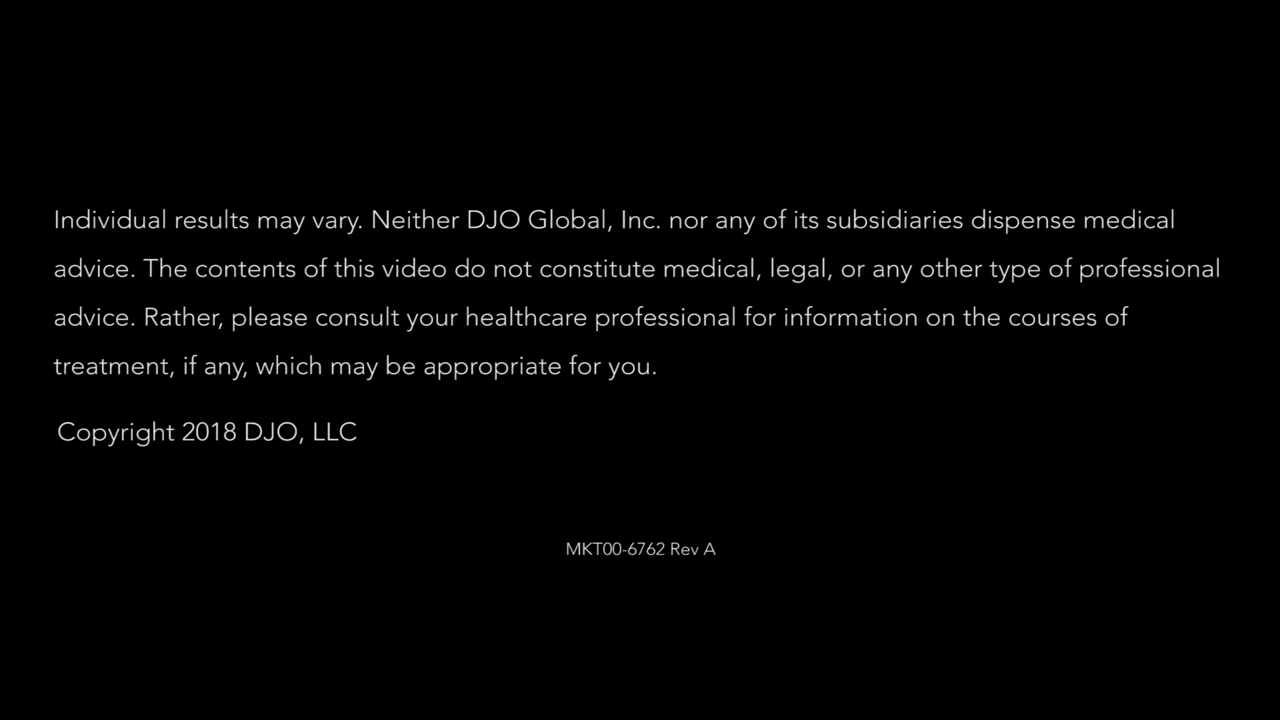 Individual results may vary. Neither DJO Global, Inc. nor any of its subsidiaries dispense medical
advice. The contents of this video do not constitute medical, legal, or any other type of professional
advice. Rather, please consult your healthcare professional for information on the courses of
treatment, if any, which may be appropriate for you.
Copyright 2018 DJO, LLC
MKT00-6762 Rev A